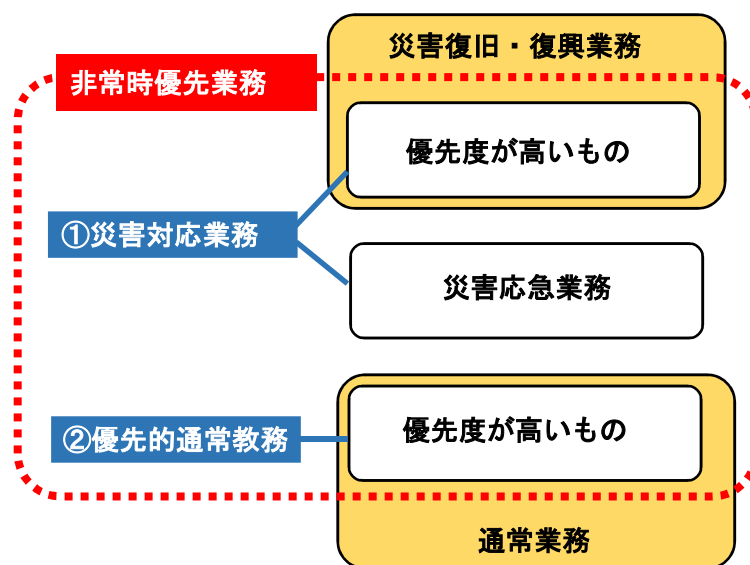 災害復旧・復興業務
非常時優先業務
優先度が高いもの
①災害対応業務
災害応急業務
②優先的通常教務
優先度が高いもの
通常業務